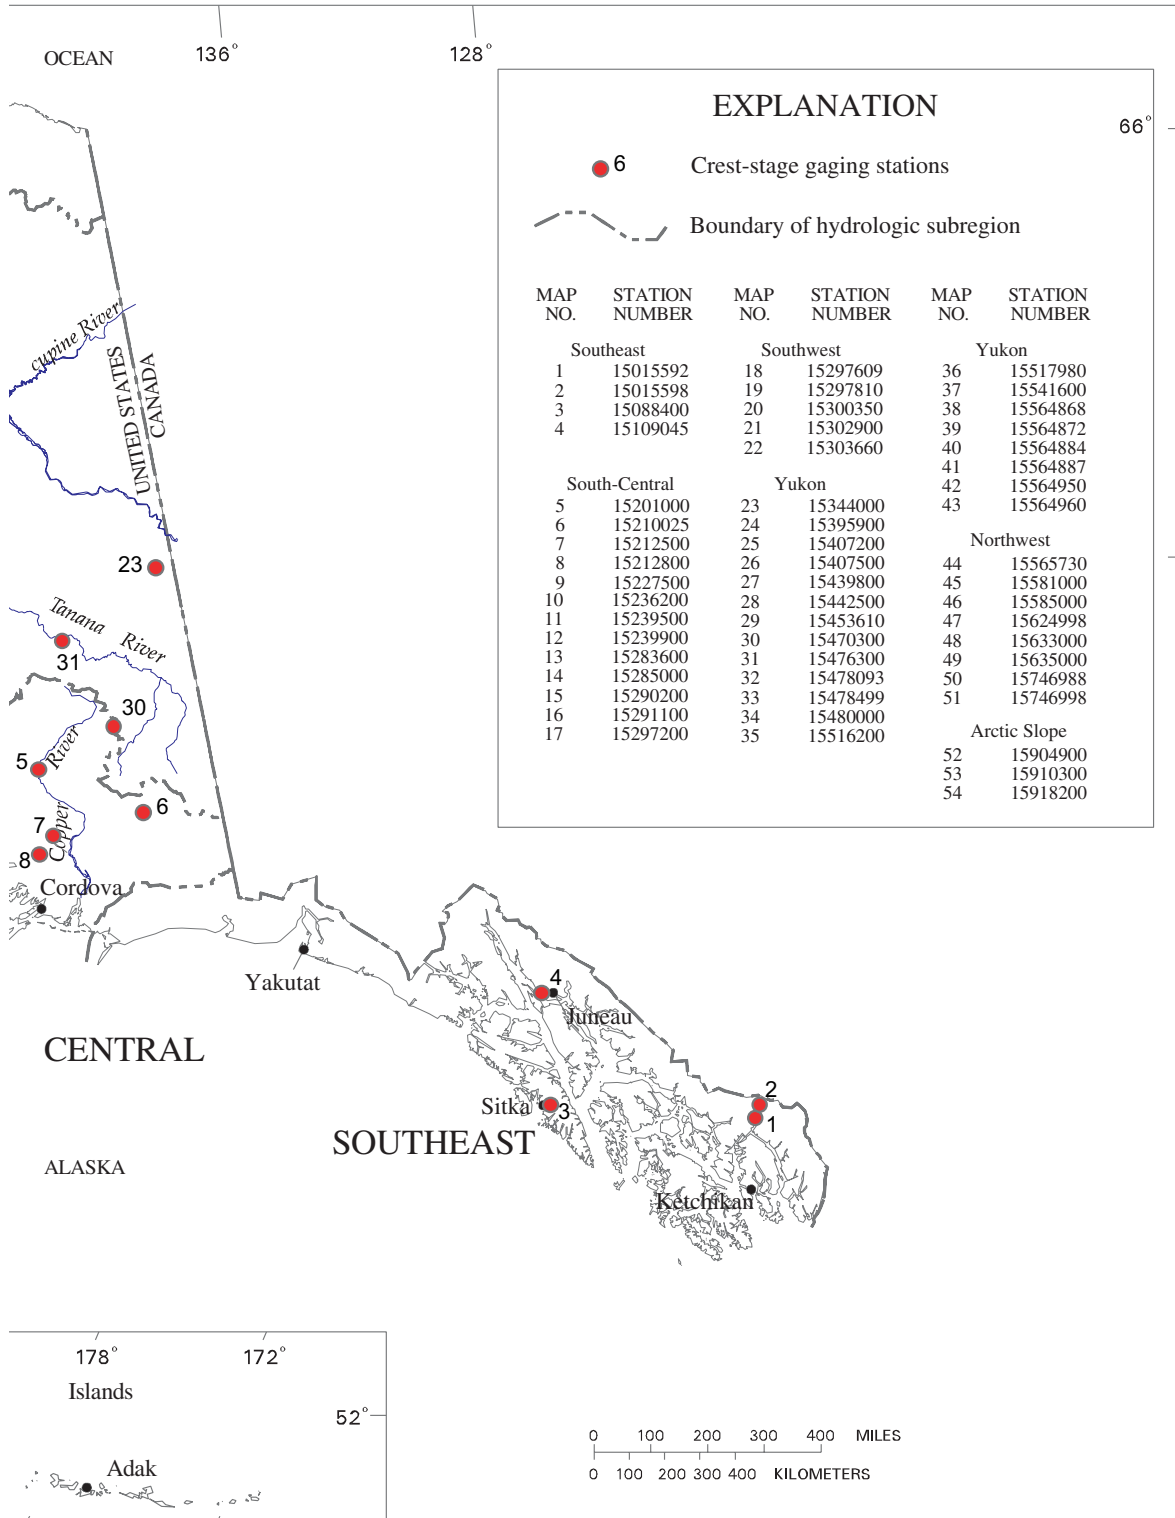 136°
128°
OCEAN
66°
EXPLANATION
6 Crest-stage gaging stations
Boundary of hydrologic subregion
MAP NO. STATION NUMBER MAP NO. STATION NUMBER MAP NO. STATION NUMBER
Southeast
1 15015592
2 15015598
3 15088400
4 15109045
South-Central
5 15201000
6 15210025
7 15212500
8 15212800
9 15227500
10 15236200
11 15239500
12 15239900
13 15283600
14 15285000
15 15290200
16 15291100
17 15297200
Southwest
18 15297609
19 15297810
20 15300350
21 15302900
22 15303660
Yukon
23 15344000
24 15395900
25 15407200
26 15407500
27 15439800
28 15442500
29 15453610
30 15470300
31 15476300
32 15478093
33 15478499
34 15480000
35 15516200
Yukon
36 15517980
37 15541600
38 15564868
39 15564872
40 15564884
41 15564887
42 15564950
43 15564960
Northwest
44 15565730
45 15581000
46 15585000
47 15624998
48 15633000
49 15635000
50 15746988
51 15746998
Arctic Slope
52 15904900
53 15910300
54 15918200
cupine River
UNITED STATES
CANADA
23
Tanana River
31
30
5
River
6
7
Copper
8
Cordova
Yakutat
4
Juneau
CENTRAL
2
Sitka
3
1
SOUTHEAST
ALASKA
Ketchikan
178°
172°
Islands
52°
Adak
0 100 200 300 400 MILES
0 100 200 300 400 KILOMETERS